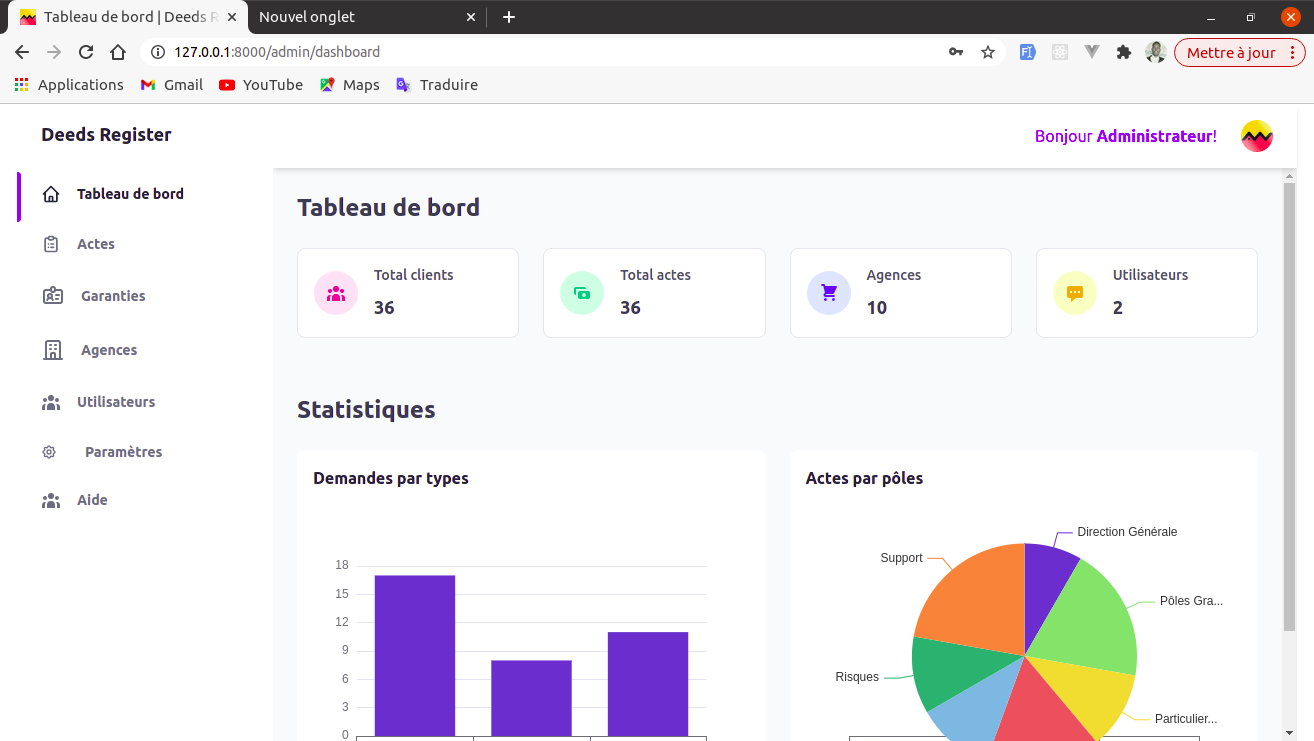 Tableau de bord | Deeds R
Nouvel onglet
127.0.0.1:8000/admin/dashboard
Mettre à jour
Applications
Gmail
YouTube
Maps
Traduire
Deeds Register
Bonjour Administrateur!
Tableau de bord
Actes
Garanties
Agences
Utilisateurs
Paramètres
Aide
Tableau de bord
Total clients
36
Total actes
36
Agences
10
Utilisateurs
2
Statistiques
Demandes par types
18
15
12
9
6
3
0
Actes par pôles
Direction Générale
Support
Pôles Gra...
Risques
Particulier...